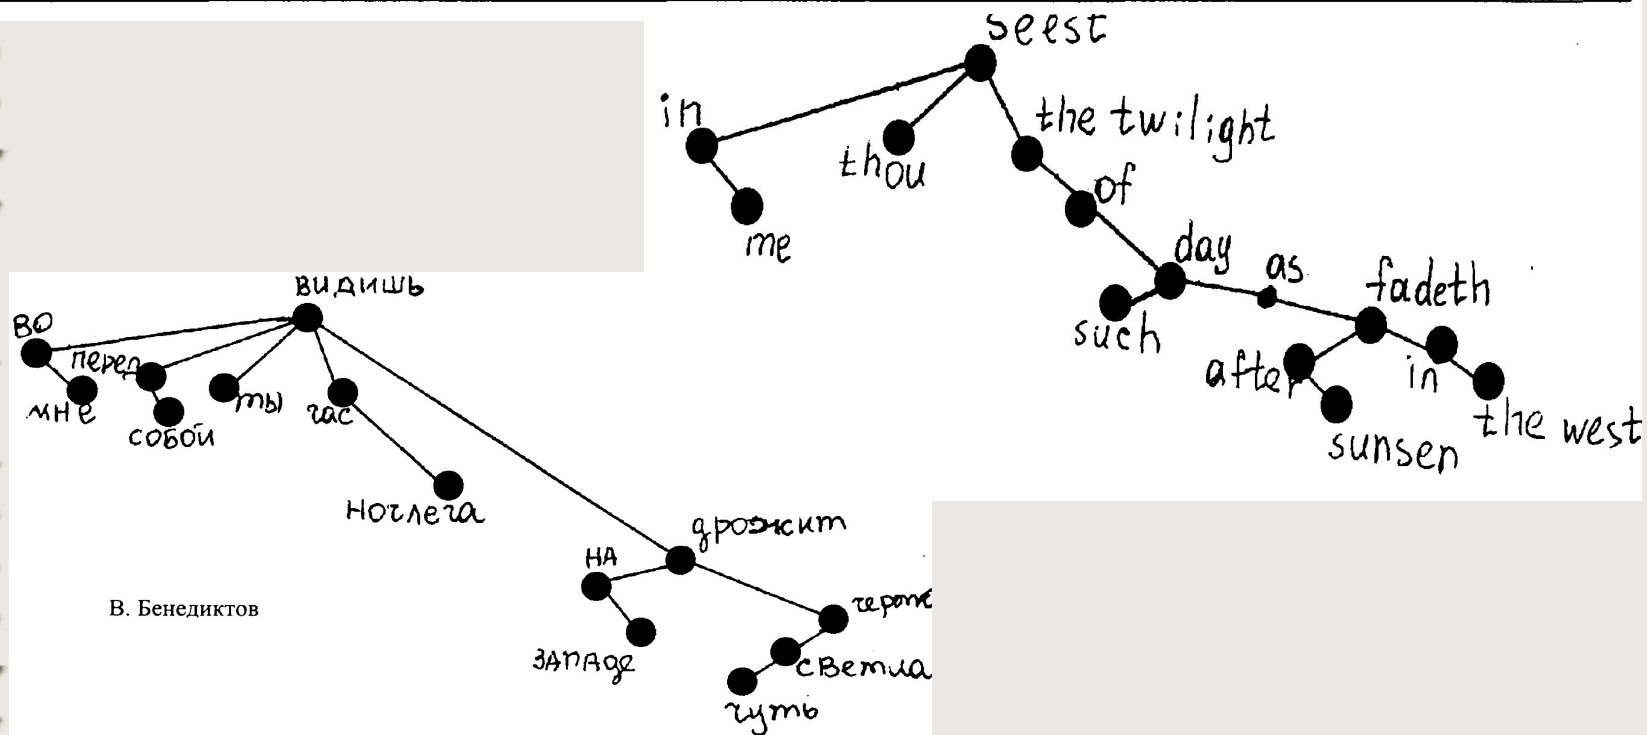 seest
in
thou
the twilight
of
me
day
as
fadeth
such
after
in
the west
sunsen
видишь
во
перед
мне
собой
ты
час
ночлега
дрожит
на
западе
светла
чуть
В. Бенедиктов